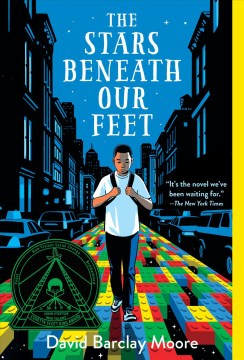 THE
STARS
BENEATH
OUR
FEET
"It's the novel we've
been waiting for."
—The New York Times
David Barclay Moore